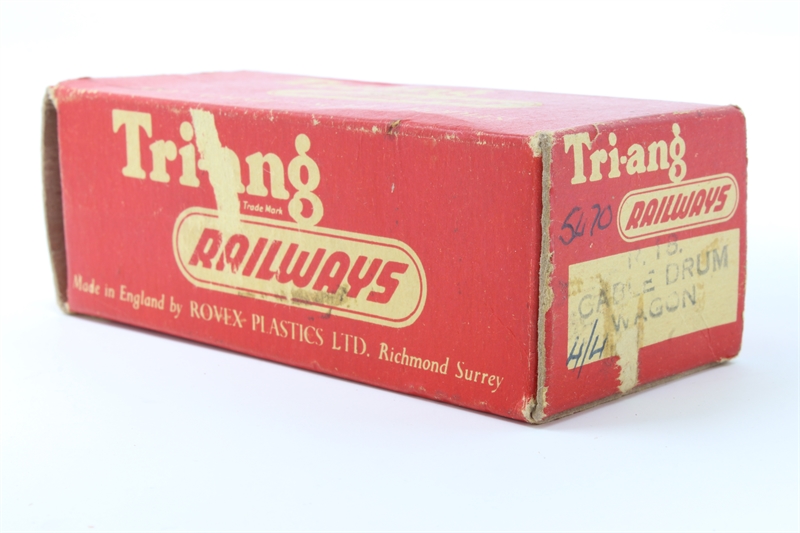 Tri-ang
Trade Mark
RAILWAYS
Made in England by ROVEX-PLASTICS LTD. Richmond Surrey
Tri-ang
RAILWAYS
5470
CABLE DRUM
WAGON
4/4